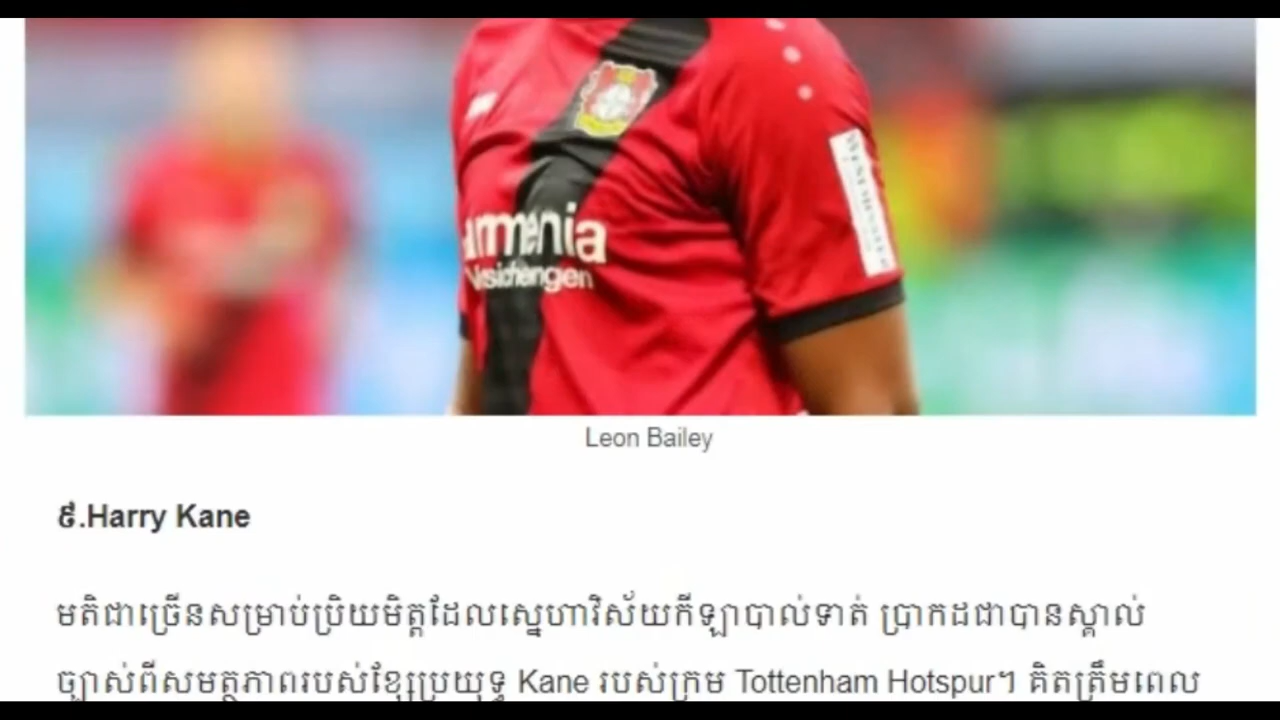 armenia
WESTMINSTER
Leon Bailey
៩.Harry Kane
មតិជាច្រើនសម្រាប់ប្រិយមិត្តដែលស្នេហាវិស័យកីឡាបាល់ទាត់ ប្រាកដជាបានស្គាល់
ច្បាស់ពីសមត្ថភាពរបស់ខ្សែប្រយុទ្ធ Kane របស់ក្រុម Tottenham Hotspur។ គិតត្រឹមពេល